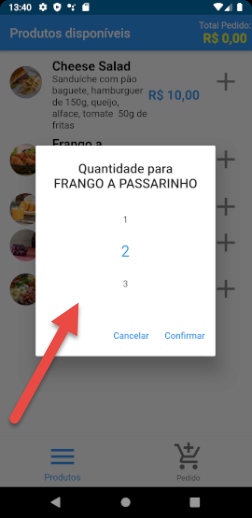 13:40
Produtos disponíveis
Total Pedido:
R$ 0,00
Cheese Salad
Sanduíche com pão
baguete, hamburguer
de 150g, queijo,
alface, tomate. 50g de
fritas
R$ 10,00
Frango a
Quantidade para
FRANGO A PASSARINHO
1
2
3
Cancelar
Confirmar
Produtos
Pedido